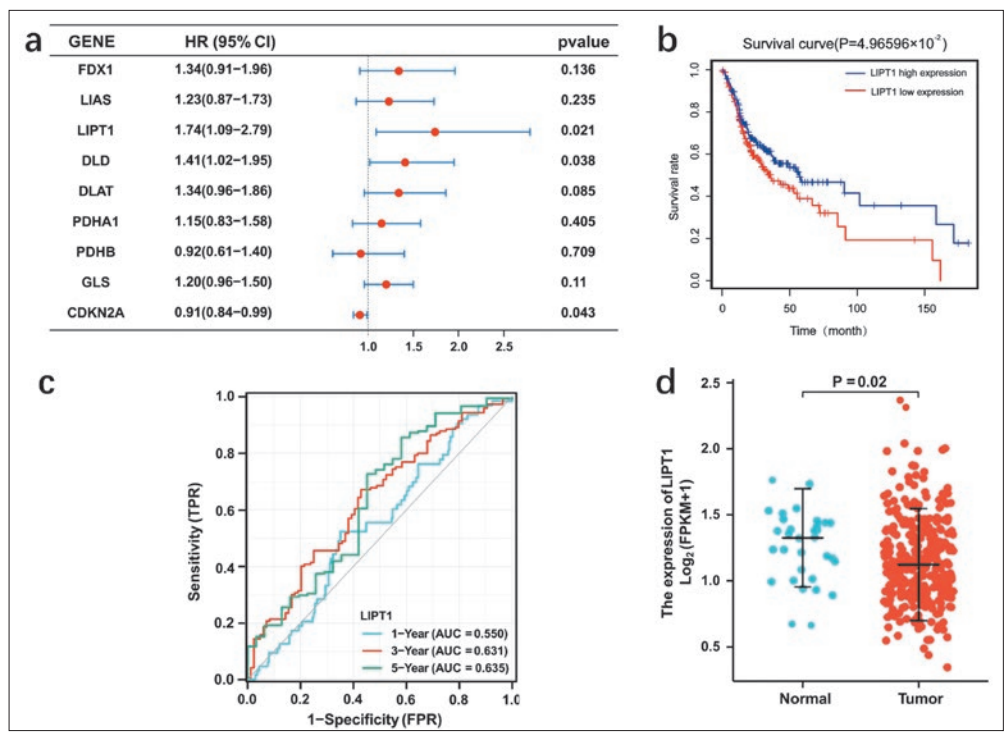 a
GENE HR (95% CI) pvalue
FDX1 1.34(0.91–1.96) 0.136
LIAS 1.23(0.87–1.73) 0.235
LIPT1 1.74(1.09–2.79) 0.021
DLD 1.41(1.02–1.95) 0.038
DLAT 1.34(0.96–1.86) 0.085
PDHA1 1.15(0.83–1.58) 0.405
PDHB 0.92(0.61–1.40) 0.709
GLS 1.20(0.96–1.50) 0.11
CDKN2A 0.91(0.84–0.99) 0.043
1.0 1.5 2.0 2.5
b
Survival curve(P=4.96596×10⁻²)
LIPT1 high expression
LIPT1 low expression
Survival rate
1.0
0.8
0.6
0.4
0.2
0.0
0 50 100 150
Time (month)
c
Sensitivity (TPR)
1.0
0.8
0.6
0.4
0.2
0.0
LIPT1
1–Year (AUC = 0.550)
3–Year (AUC = 0.631)
5–Year (AUC = 0.635)
0.0 0.2 0.4 0.6 0.8 1.0
1–Specificity (FPR)
d
P = 0.02
The expression of LIPT1
Log₂ (FPKM+1)
2.5
2.0
1.5
1.0
0.5
Normal Tumor